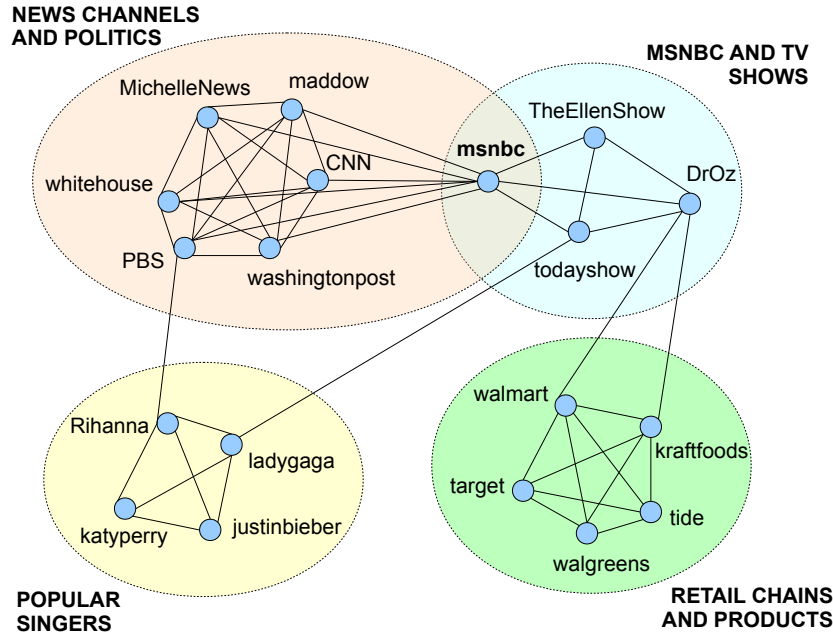 NEWS CHANNELS
AND POLITICS
MSNBC AND TV
SHOWS
MichelleNews
maddow
TheEllenShow
msnbc
CNN
DrOz
whitehouse
PBS
washingtonpost
todayshow
walmart
Rihanna
kraftfoods
ladygaga
target
tide
katyperry
justinbieber
walgreens
POPULAR
SINGERS
RETAIL CHAINS
AND PRODUCTS